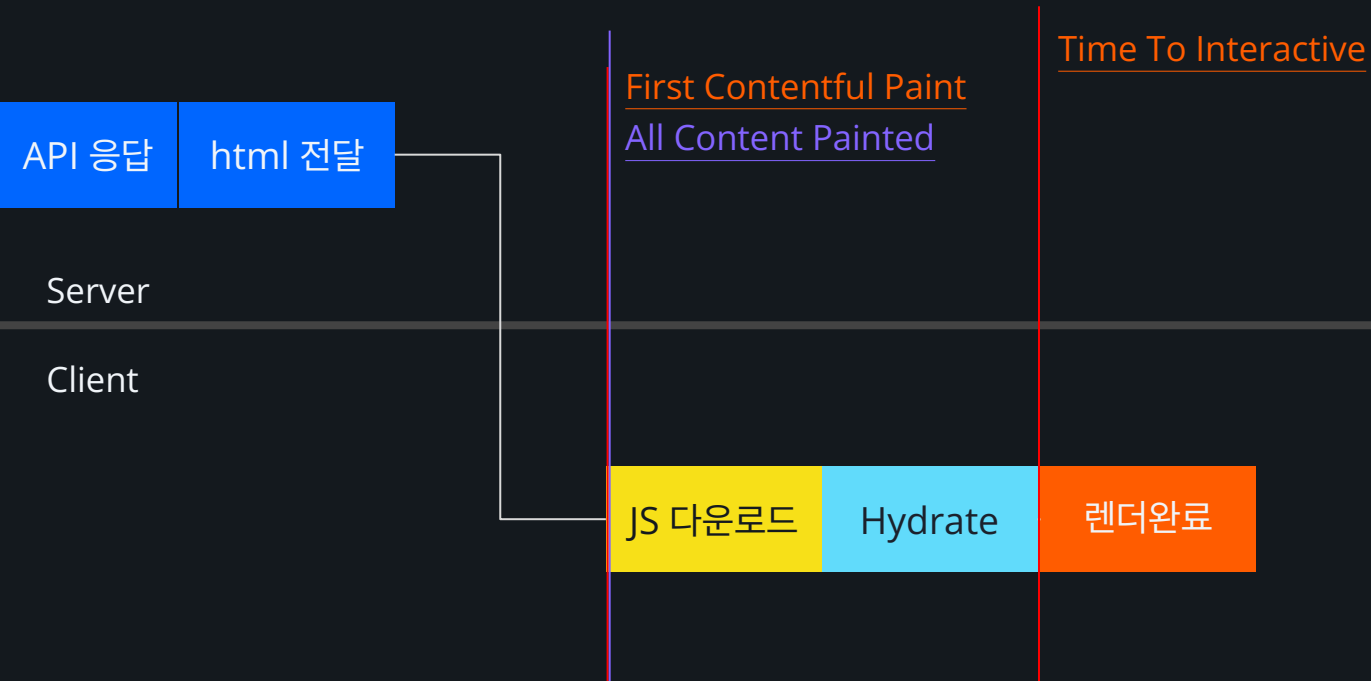 Time To Interactive
First Contentful Paint
All Content Painted
API 응답
html 전달
Server
Client
JS 다운로드
Hydrate
렌더완료